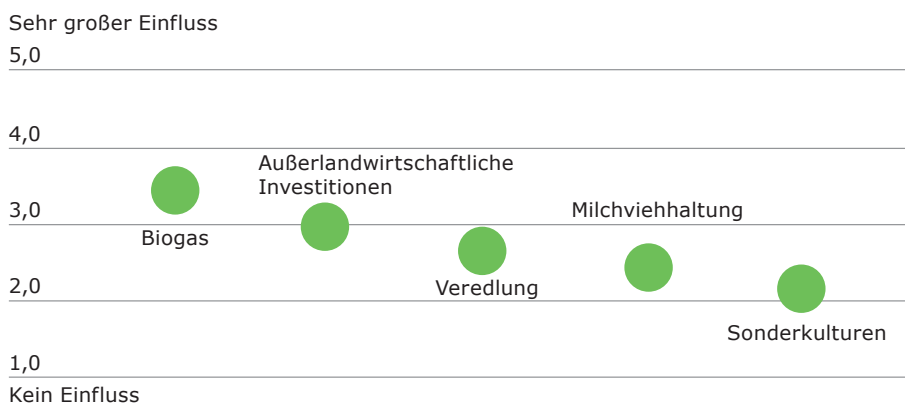 Sehr großer Einfluss
5,0
4,0
Außerlandwirtschaftliche
Investitionen
3,0
Milchviehhaltung
Biogas
Veredlung
2,0
Sonderkulturen
1,0
Kein Einfluss